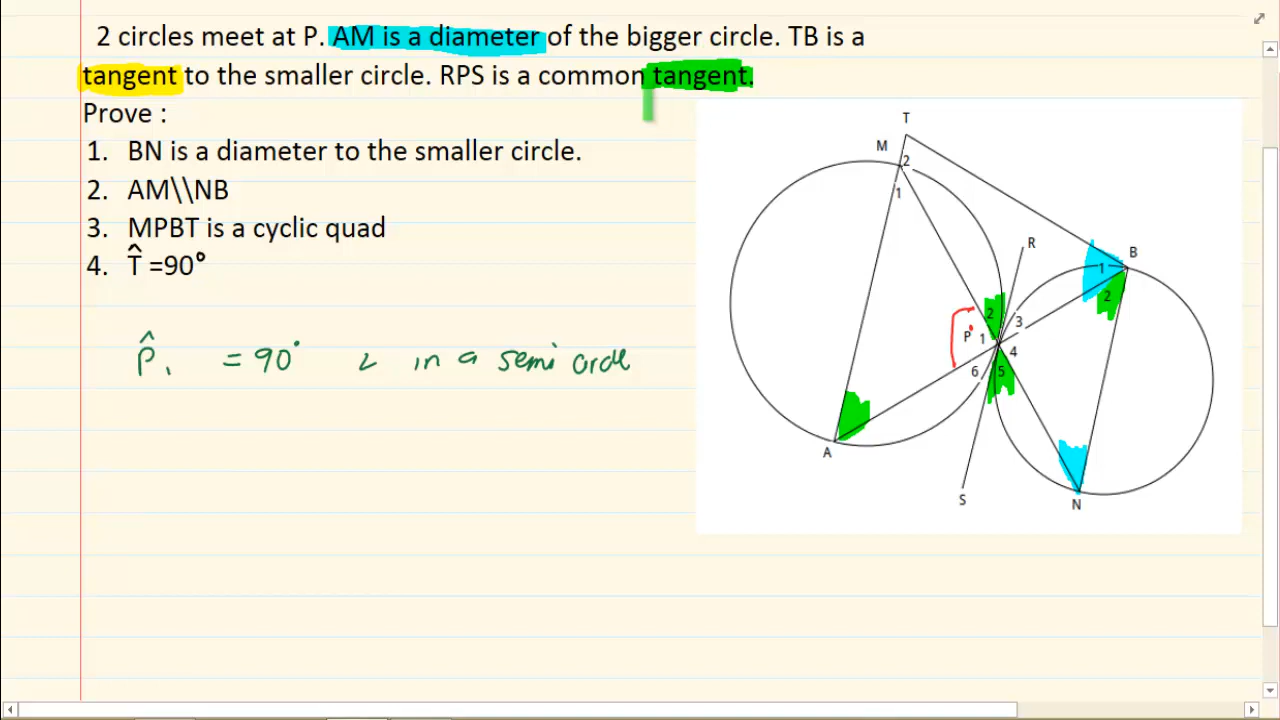 2 circles meet at P. AM is a diameter of the bigger circle. TB is a
tangent to the smaller circle. RPS is a common tangent.
Prove :
1. BN is a diameter to the smaller circle.
2. AM\\NB
3. MPBT is a cyclic quad
4. T̂ =90°
P̂₁ = 90° ∠ in a semi circle
T
M
2
1
R
B
1
2
2
3
P 1
4
6 5
A
S
N